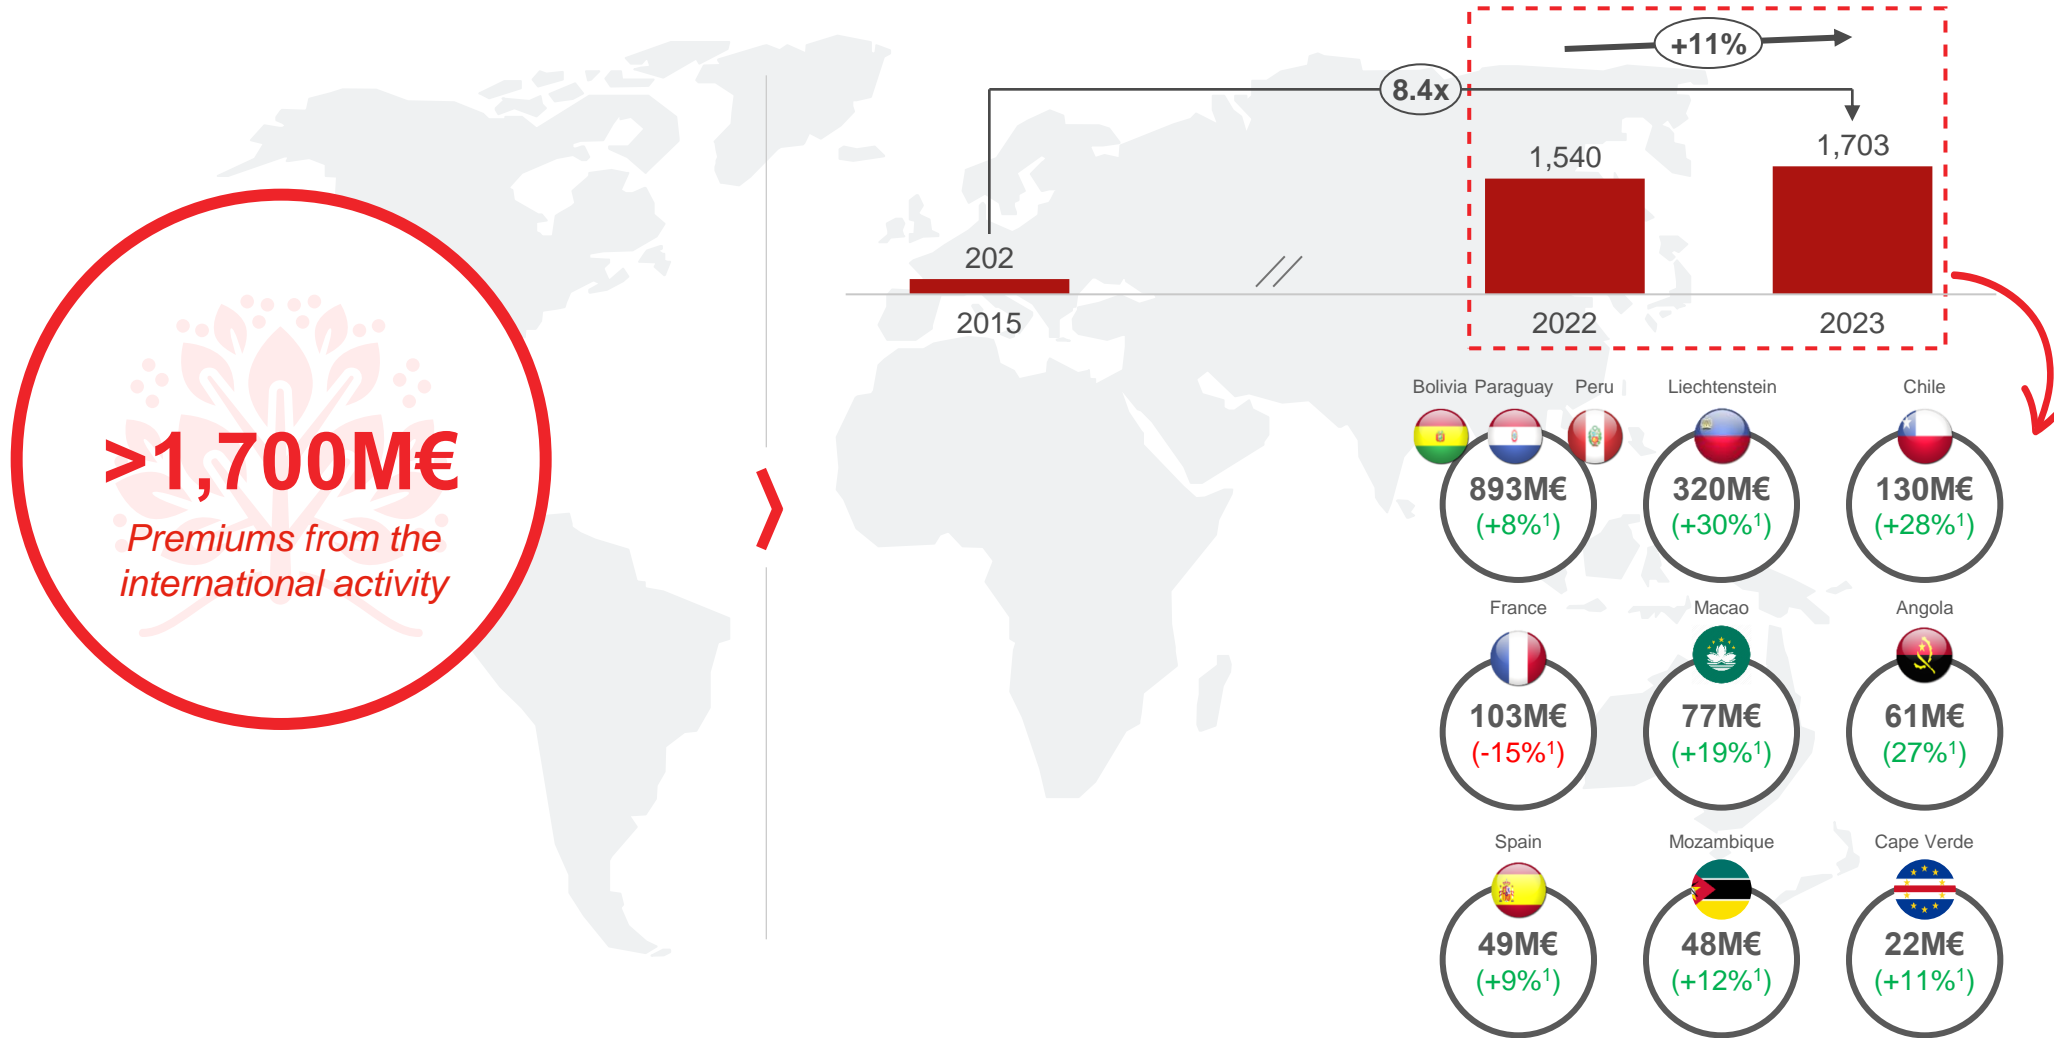 >1,700M€
Premiums from the
international activity
+11%
8.4x
202
1,540
1,703
2015
2022
2023
Bolivia Paraguay Peru
893M€
(+8%¹)
Liechtenstein
320M€
(+30%¹)
Chile
130M€
(+28%¹)
France
103M€
(-15%¹)
Macao
77M€
(+19%¹)
Angola
61M€
(27%¹)
Spain
49M€
(+9%¹)
Mozambique
48M€
(+12%¹)
Cape Verde
22M€
(+11%¹)